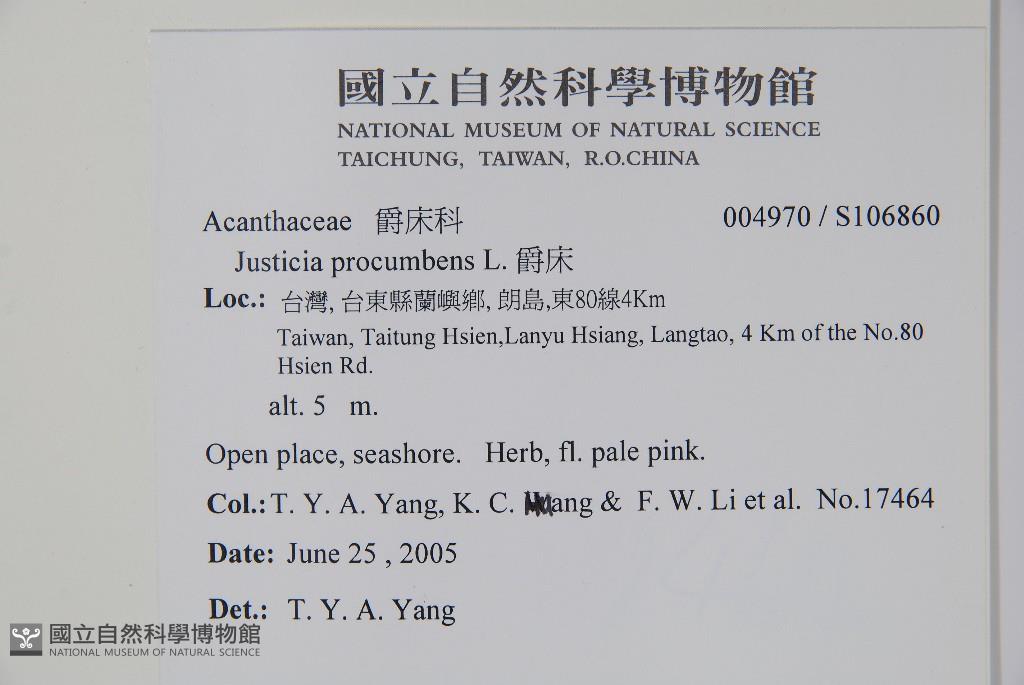 國立自然科學博物館
NATIONAL MUSEUM OF NATURAL SCIENCE
TAICHUNG, TAIWAN, R.O.CHINA
Acanthaceae 爵床科 004970 / S106860
Justicia procumbens L. 爵床
Loc.: 台灣, 台東縣蘭嶼鄉, 朗島,東80線4Km
Taiwan, Taitung Hsien,Lanyu Hsiang, Langtao, 4 Km of the No.80
Hsien Rd.
alt. 5 m.
Open place, seashore. Herb, fl. pale pink.
Col.: T. Y. A. Yang, K. C. & F. W. Li et al. No.17464
Date: June 25 , 2005
Det.: T. Y. A. Yang
國立自然科學博物館
NATIONAL MUSEUM OF NATURAL SCIENCE